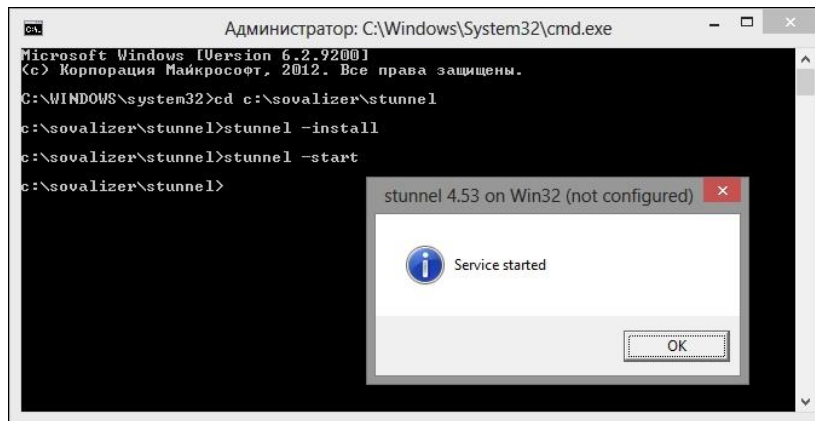 Администратор: C:\Windows\System32\cmd.exe
Microsoft Windows [Version 6.2.9200]
(c) Корпорация Майкрософт, 2012. Все права защищены.
C:\WINDOWS\system32>cd c:\sovalizer\stunnel
c:\sovalizer\stunnel>stunnel -install
c:\sovalizer\stunnel>stunnel -start
c:\sovalizer\stunnel>
stunnel 4.53 on Win32 (not configured)
Service started
OK